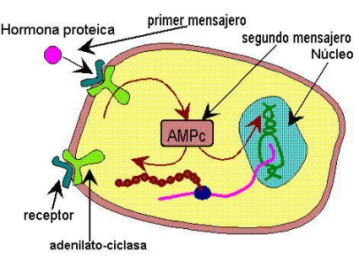 primer mensajero
Hormona proteica
segundo mensajero
Núcleo
AMPc
receptor
adenilato-ciclasa